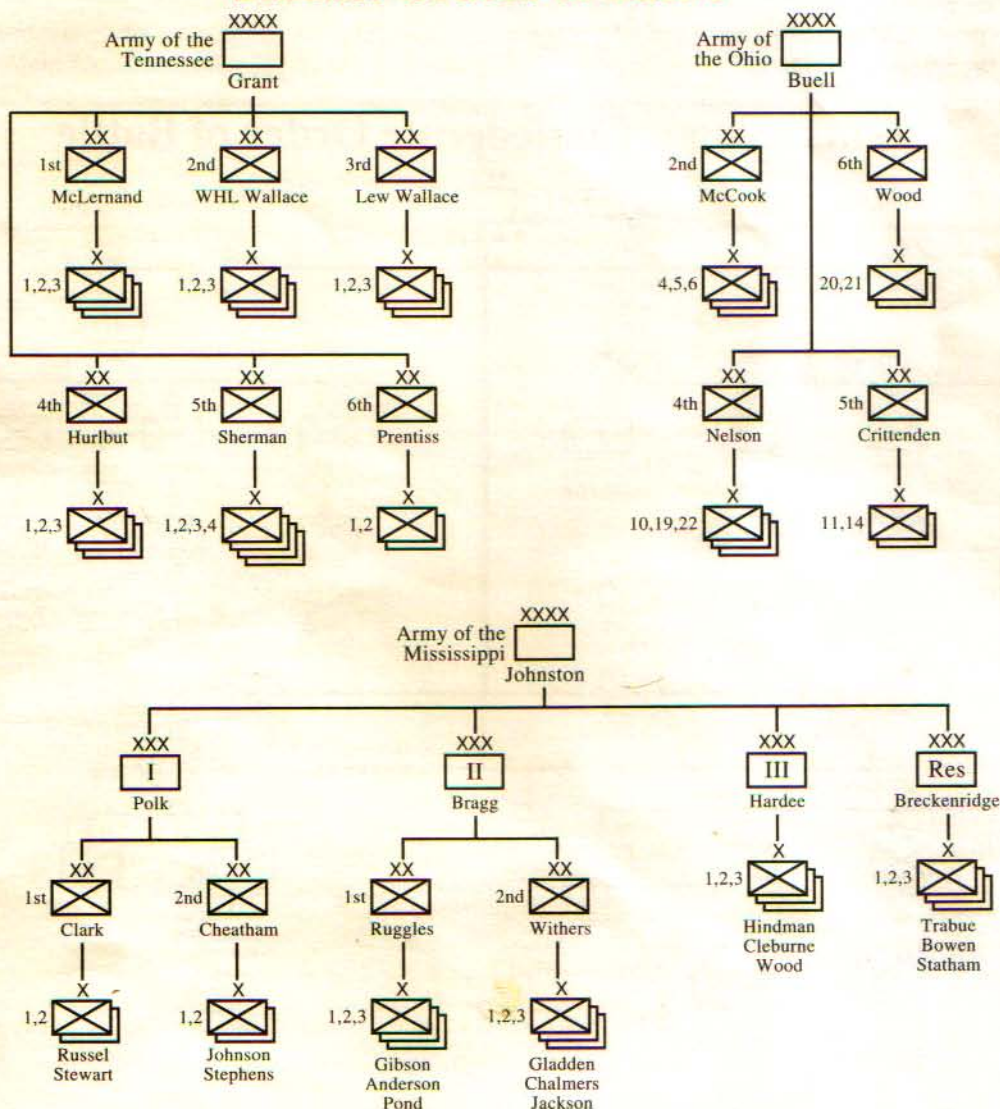 XXXX
Army of the
Tennessee
Grant
XX
1st
McLernand
XX
2nd
WHL Wallace
XX
3rd
Lew Wallace
X
1,2,3
X
1,2,3
X
1,2,3
XX
4th
Hurlbut
XX
5th
Sherman
XX
6th
Prentiss
X
1,2,3
X
1,2,3,4
X
1,2
XXXX
Army of
the Ohio
Buell
XX
2nd
McCook
XX
6th
Wood
X
4,5,6
X
20,21
XX
4th
Nelson
XX
5th
Crittenden
X
10,19,22
X
11,14
XXXX
Army of the
Mississippi
Johnston
XXX
I
Polk
XXX
II
Bragg
XXX
III
Hardee
XXX
Res
Breckenridge
XX
1st
Clark
XX
2nd
Cheatham
XX
1st
Ruggles
XX
2nd
Withers
X
1,2,3
Hindman
Cleburne
Wood
X
1,2,3
Trabue
Bowen
Statham
X
1,2
Russel
Stewart
X
1,2
Johnson
Stephens
X
1,2,3
Gibson
Anderson
Pond
X
1,2,3
Gladden
Chalmers
Jackson